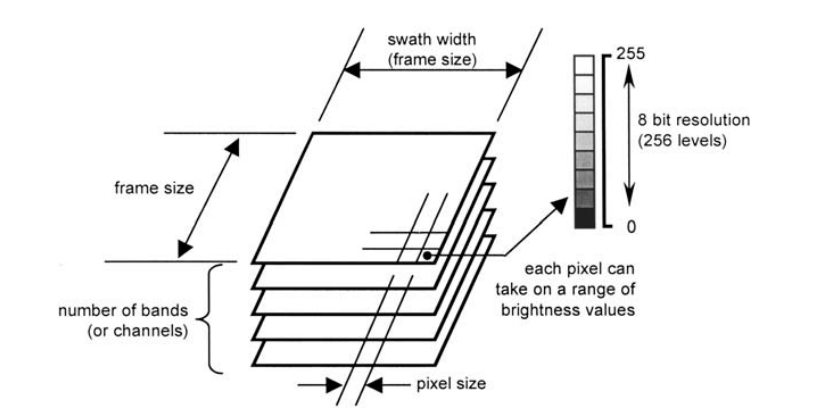 swath width
(frame size)
255
8 bit resolution
(256 levels)
0
frame size
each pixel can
take on a range of
brightness values
number of bands
(or channels)
pixel size